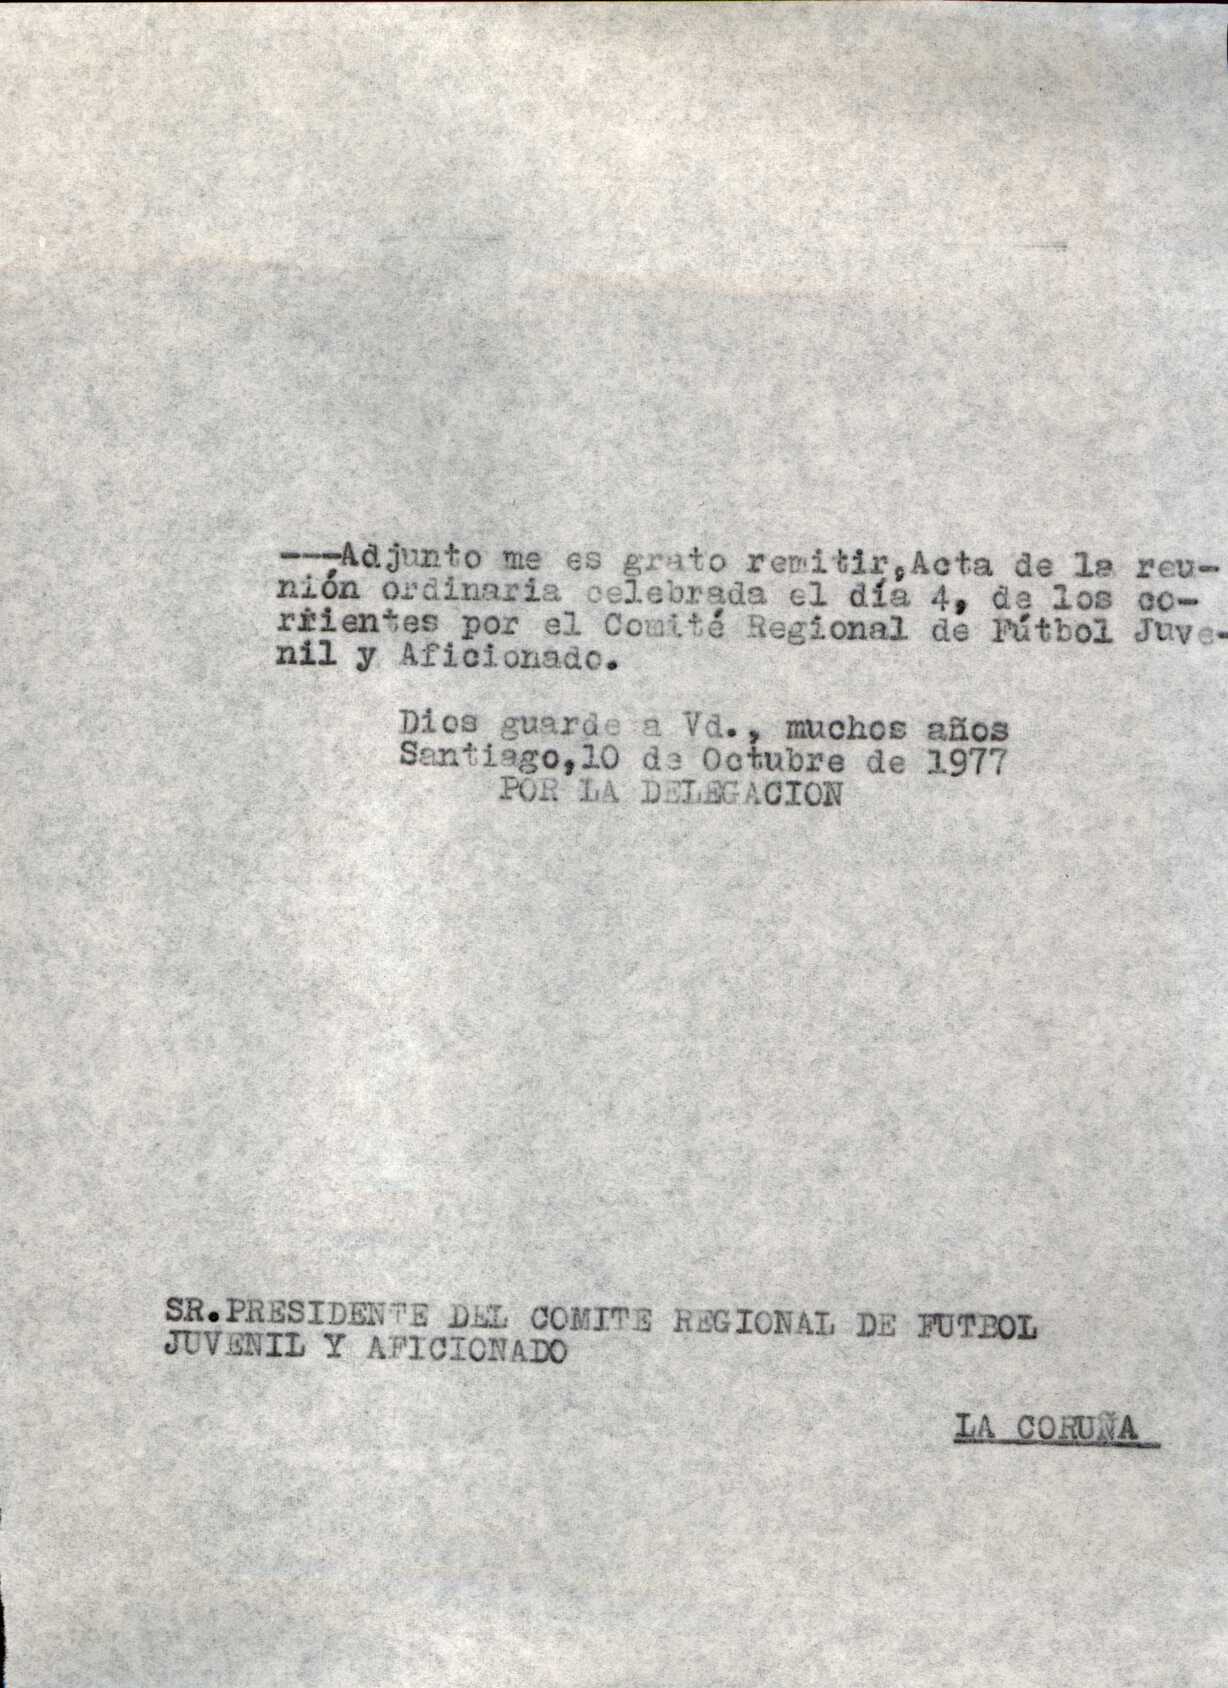 ---Adjunto me es grato remitir,Acta de la reu-
nión ordinaria celebrada el día 4, de los co-
rrientes por el Comité Regional de Fútbol Juve-
nil y Aficionado.
Dios guarde a Vd., muchos años
Santiago,10 de Octubre de 1977
POR LA DELEGACION
SR.PRESIDENTE DEL COMITE REGIONAL DE FUTBOL
JUVENIL Y AFICIONADO
LA CORUÑA